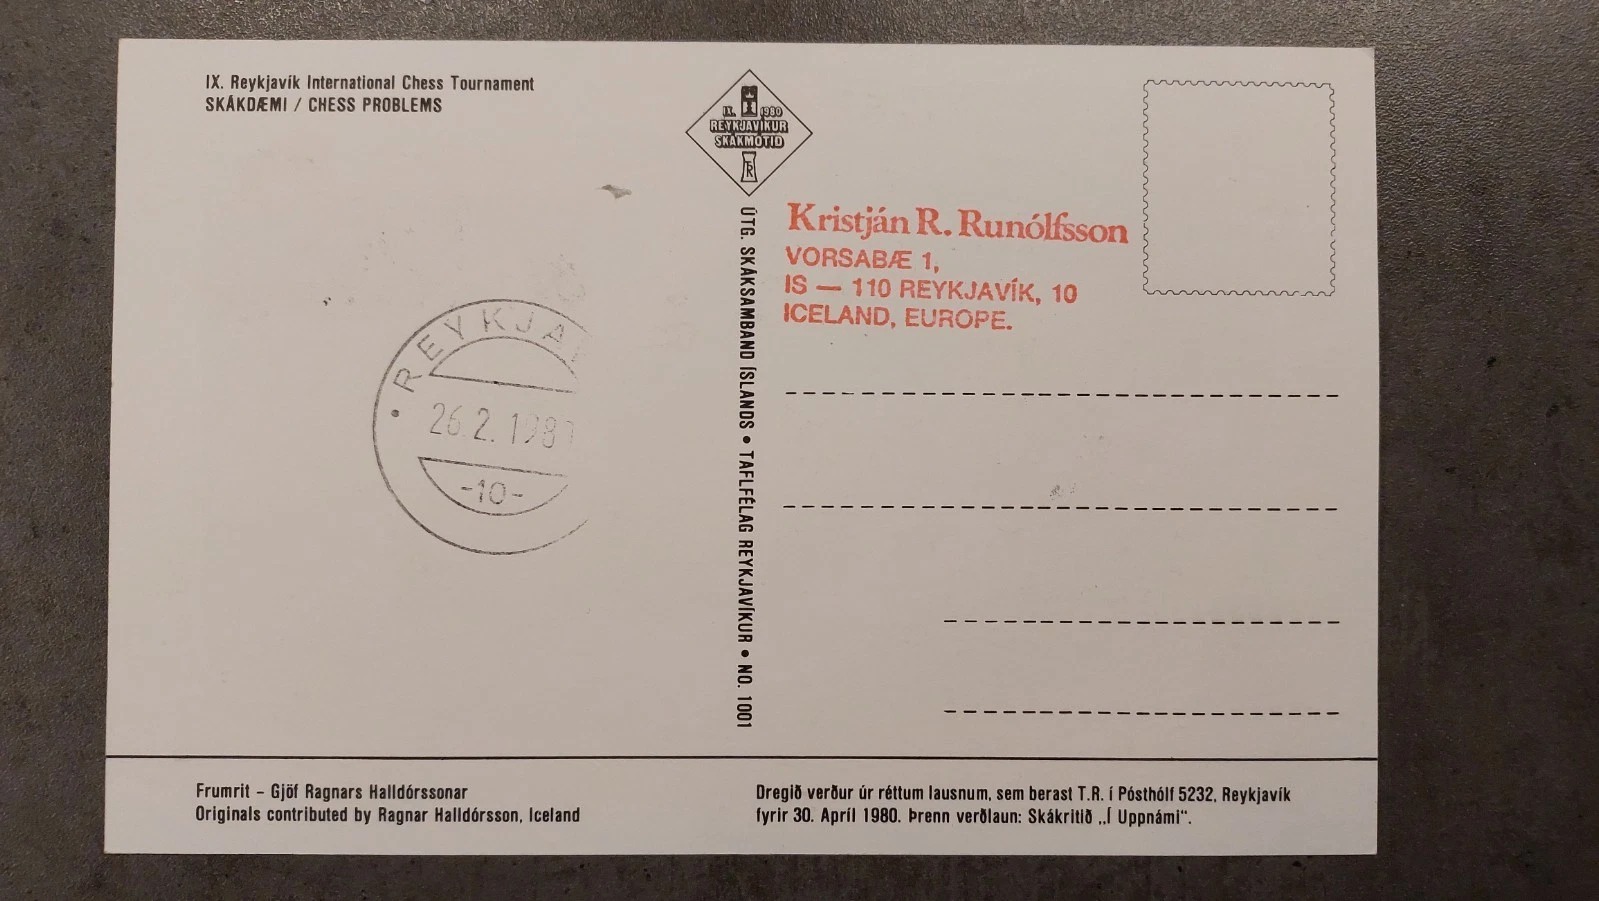 IX. Reykjavík International Chess Tournament
SKÁKDÆMI / CHESS PROBLEMS
IX. 1980
REYKJAVÍKUR
SKÁKMÓTIÐ
TR
ÚTG. SKÁKSAMBAND ÍSLANDS • TAFLFÉLAG REYKJAVÍKUR • NO. 1001
Kristján R. Runólfsson
VORSABÆ 1,
IS — 110 REYKJAVÍK, 10
ICELAND, EUROPE.
• REYKJA
26.2.
-10-
Frumrit – Gjöf Ragnars Halldórssonar
Originals contributed by Ragnar Halldórsson, Iceland
Dregið verður úr réttum lausnum, sem berast T.R. í Pósthólf 5232, Reykjavík
fyrir 30. Apríl 1980. Þrenn verðlaun: Skákritið „Í Uppnámi“.